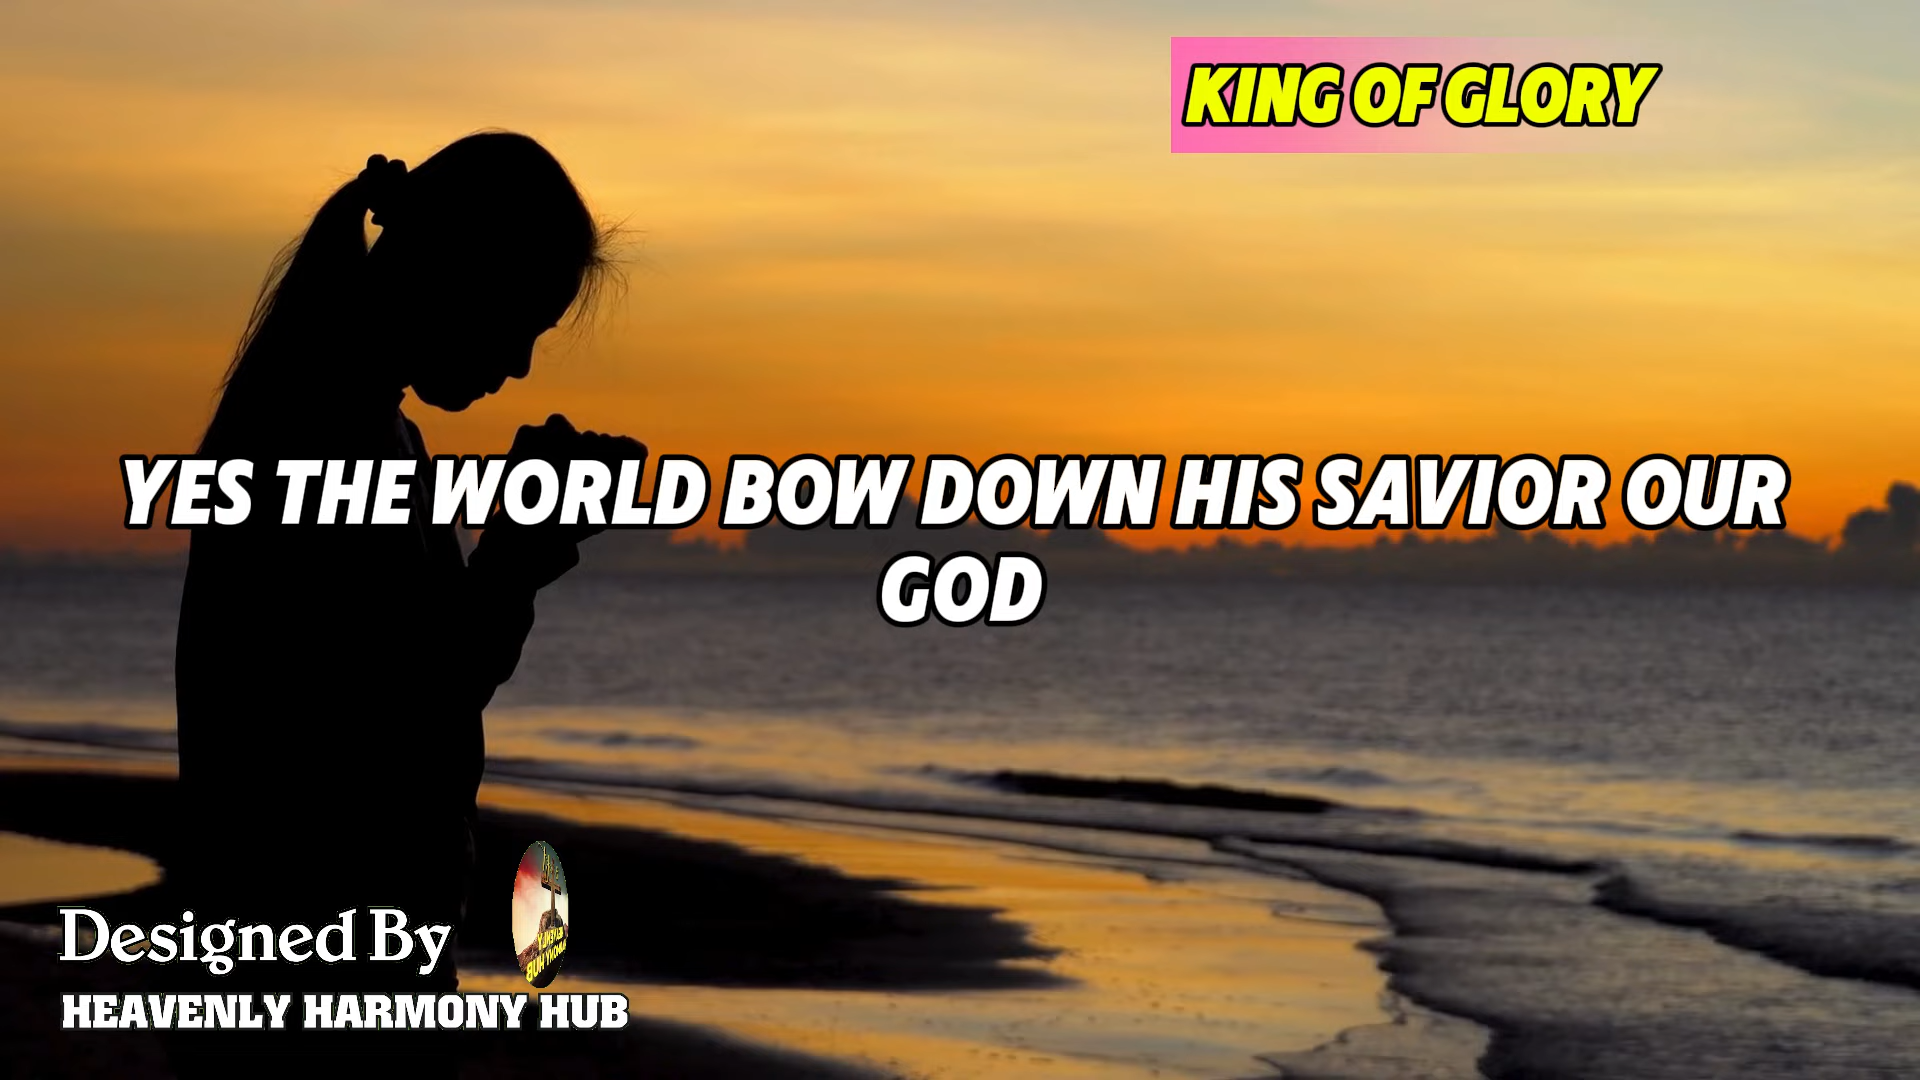 KING OF GLORY
YES THE WORLD BOW DOWN HIS SAVIOR OUR
GOD
Designed By
HEAVENLY HARMONY HUB